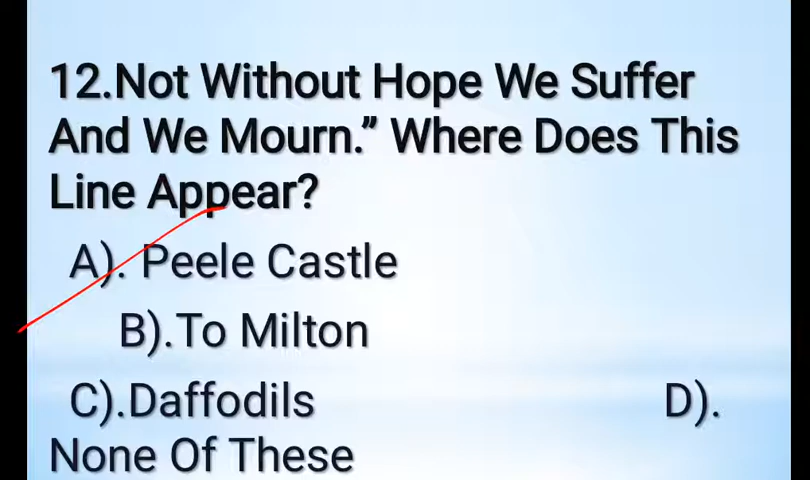 12.Not Without Hope We Suffer
And We Mourn.” Where Does This
Line Appear?
A). Peele Castle
B).To Milton
C).Daffodils D).
None Of These